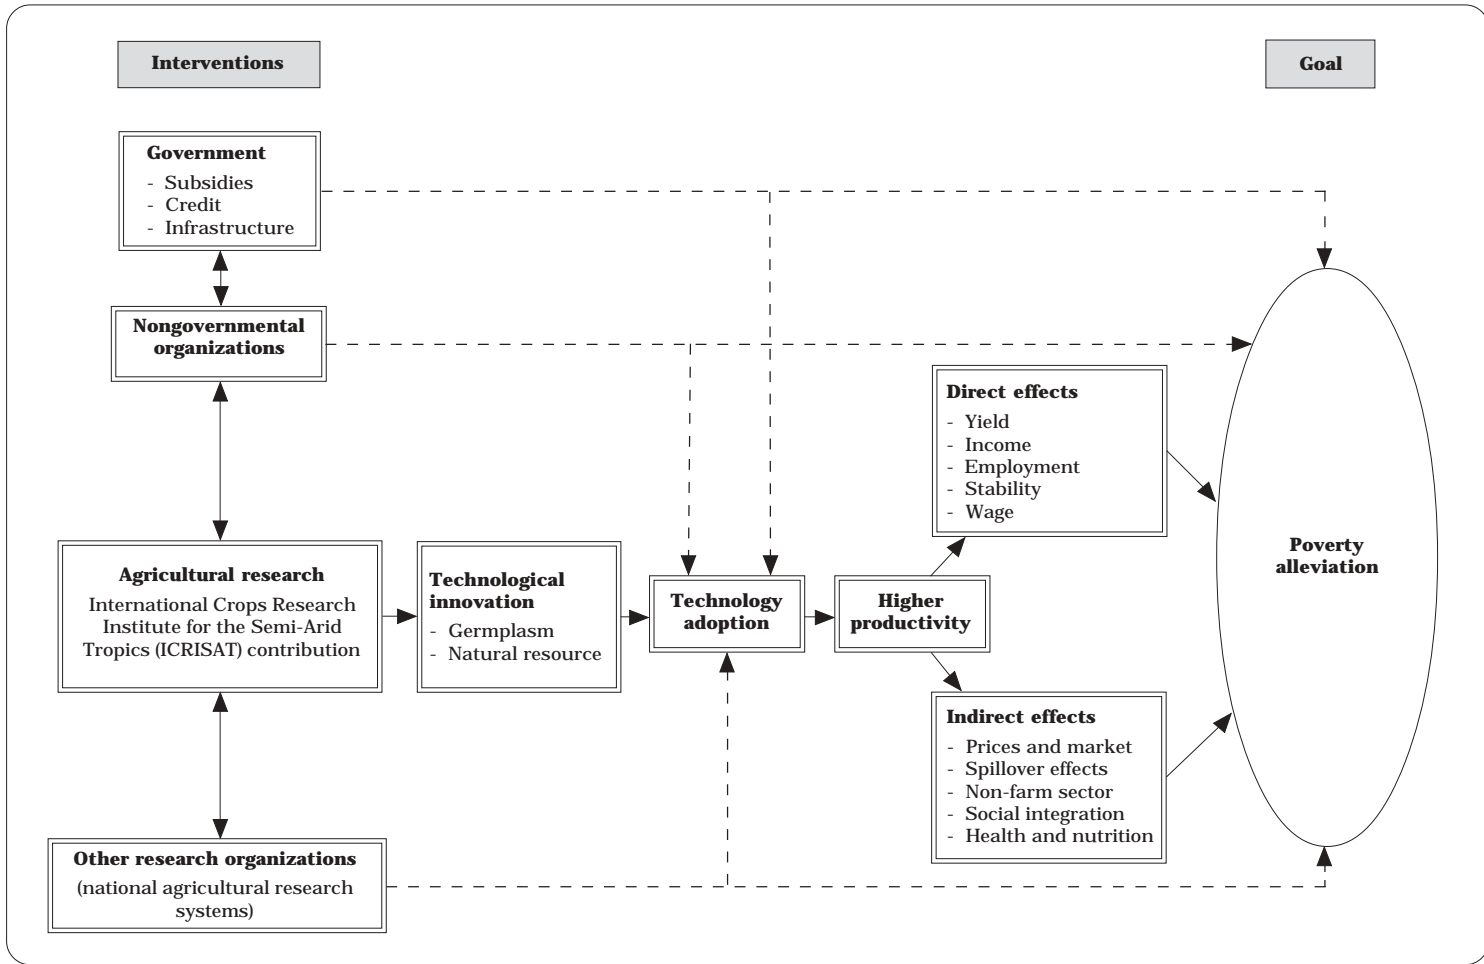 Interventions
Goal
Government
- Subsidies
- Credit
- Infrastructure
Nongovernmental
organizations
Agricultural research
International Crops Research
Institute for the Semi-Arid
Tropics (ICRISAT) contribution
Other research organizations
(national agricultural research
systems)
Technological
innovation
- Germplasm
- Natural resource
Technology
adoption
Higher
productivity
Direct effects
- Yield
- Income
- Employment
- Stability
- Wage
Indirect effects
- Prices and market
- Spillover effects
- Non-farm sector
- Social integration
- Health and nutrition
Poverty
alleviation